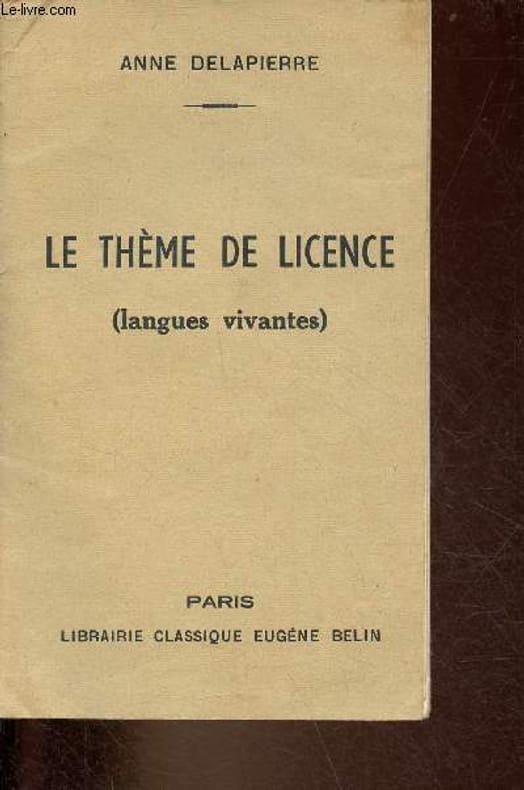 Le-livre.com
ANNE DELAPIERRE
LE THÈME DE LICENCE
(langues vivantes)
PARIS
LIBRAIRIE CLASSIQUE EUGÈNE BELIN